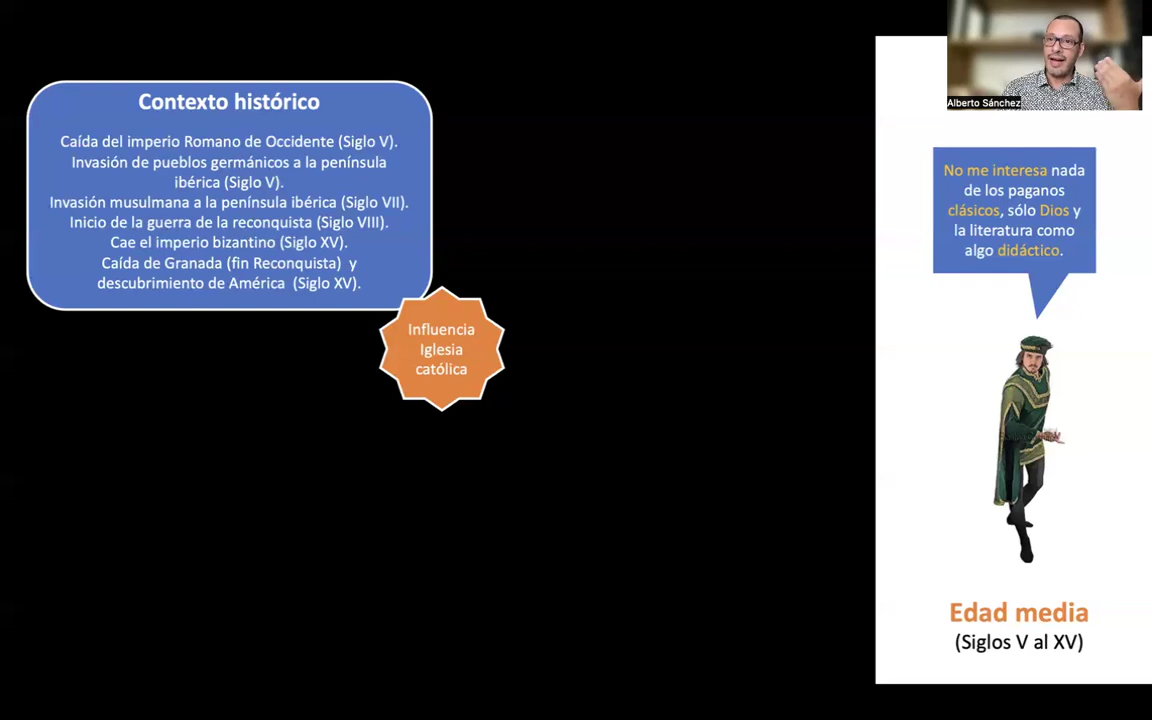 Contexto histórico
Caída del imperio Romano de Occidente (Siglo V).
Invasión de pueblos germánicos a la península
ibérica (Siglo V).
Invasión musulmana a la península ibérica (Siglo VII).
Inicio de la guerra de la reconquista (Siglo VIII).
Cae el imperio bizantino (Siglo XV).
Caída de Granada (fin Reconquista) y
descubrimiento de América (Siglo XV).
Influencia
Iglesia
católica
Alberto Sánchez
No me interesa nada
de los paganos
clásicos, sólo Dios y
la literatura como
algo didáctico.
Edad media
(Siglos V al XV)